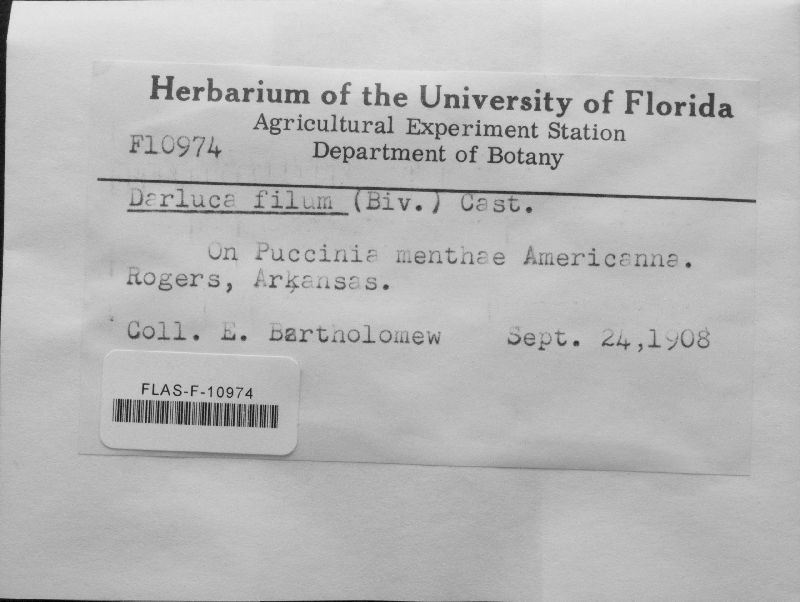 Herbarium of the University of Florida
Agricultural Experiment Station
F10974
Department of Botany
Darluca filum (Biv.) Cast.
On Puccinia menthae Americanna.
Rogers, Arkansas.
Coll. E. Bartholomew Sept. 24,1908
FLAS-F-10974